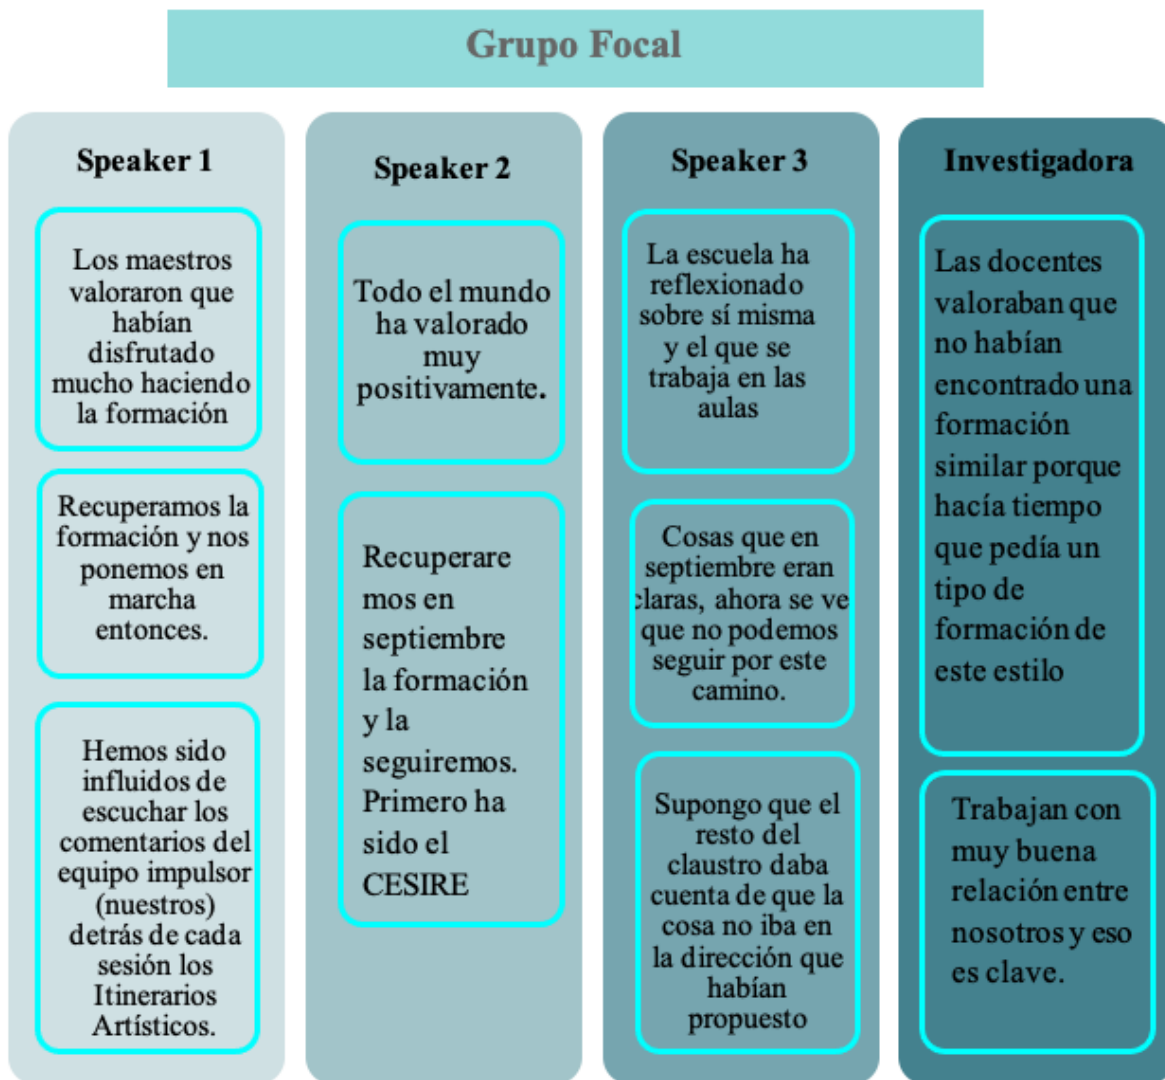 Grupo Focal
Speaker 1
Los maestros
valoraron que
habían
disfrutado
mucho haciendo
la formación
Recuperamos la
formación y nos
ponemos en
marcha
entonces.
Hemos sido
influidos de
escuchar los
comentarios del
equipo impulsor
(nuestros)
detrás de cada
sesión los
Itinerarios
Artísticos.
Speaker 2
Todo el mundo
ha valorado
muy
positivamente.
Recuperare
mos en
septiembre
la formación
y la
seguiremos.
Primero ha
sido el
CESIRE
Speaker 3
La escuela ha
reflexionado
sobre sí misma
y el que se
trabaja en las
aulas
Cosas que en
septiembre eran
claras, ahora se ve
que no podemos
seguir por este
camino.
Supongo que el
resto del
claustro daba
cuenta de que la
cosa no iba en
la dirección que
habían
propuesto
Investigadora
Las docentes
valoraban que
no habían
encontrado una
formación
similar porque
hacía tiempo
que pedía un
tipo de
formación de
este estilo
Trabajan con
muy buena
relación entre
nosotros y eso
es clave.